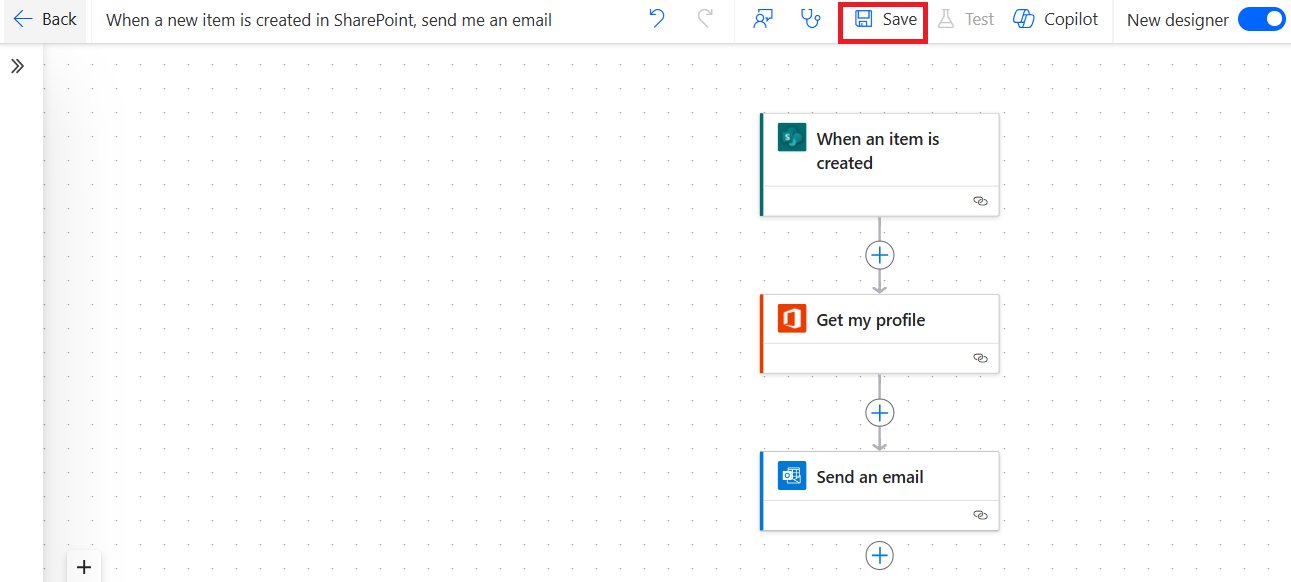 Back
When a new item is created in SharePoint, send me an email
Save
Test
Copilot
New designer
When an item is
created
Get my profile
Send an email